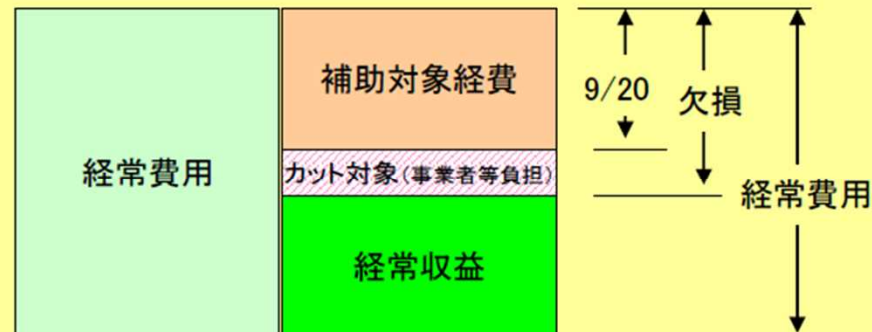 経常費用
補助対象経費
カット対象(事業者等負担)
経常収益
9/20
欠損
経常費用